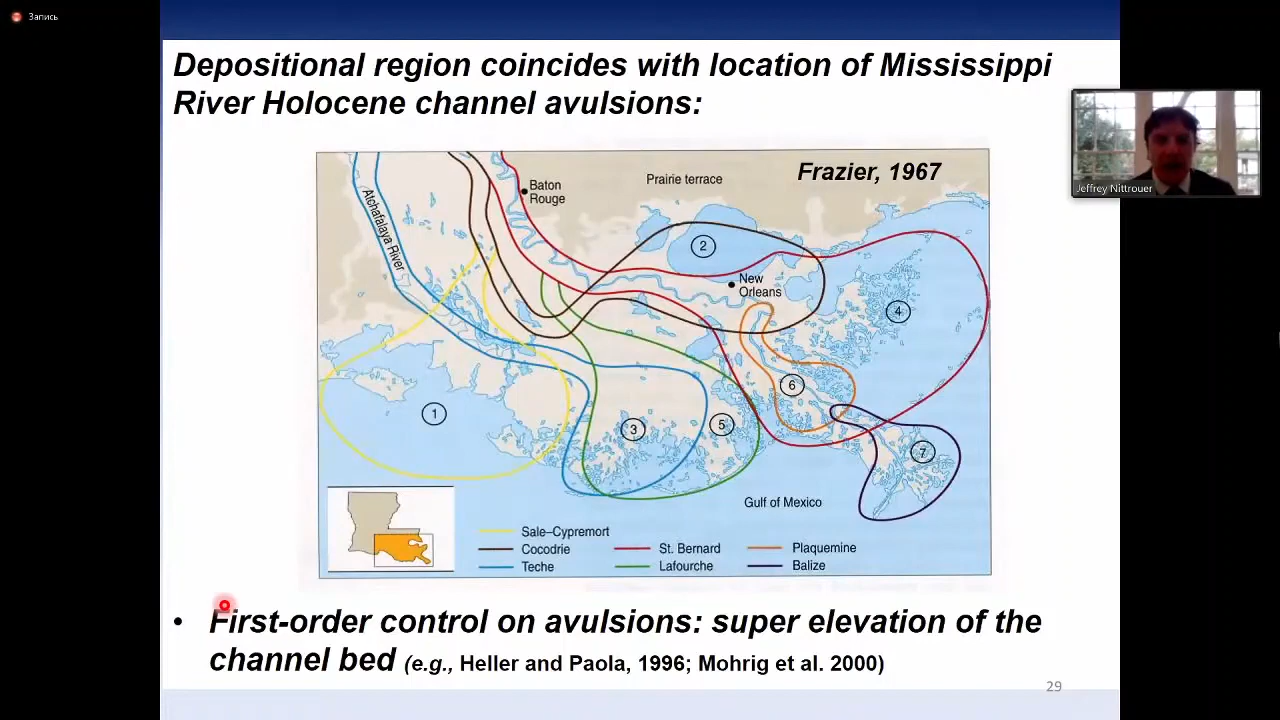 Запись
Depositional region coincides with location of Mississippi
River Holocene channel avulsions:
Frazier, 1967
Prairie terrace
Baton
Rouge
Atchafalaya River
2
New
Orleans
4
6
1
3
5
7
Gulf of Mexico
Sale–Cypremort
Cocodrie
St. Bernard
Plaquemine
Teche
Lafourche
Balize
Jeffrey Nittrouer
• First-order control on avulsions: super elevation of the
channel bed (e.g., Heller and Paola, 1996; Mohrig et al. 2000)
29